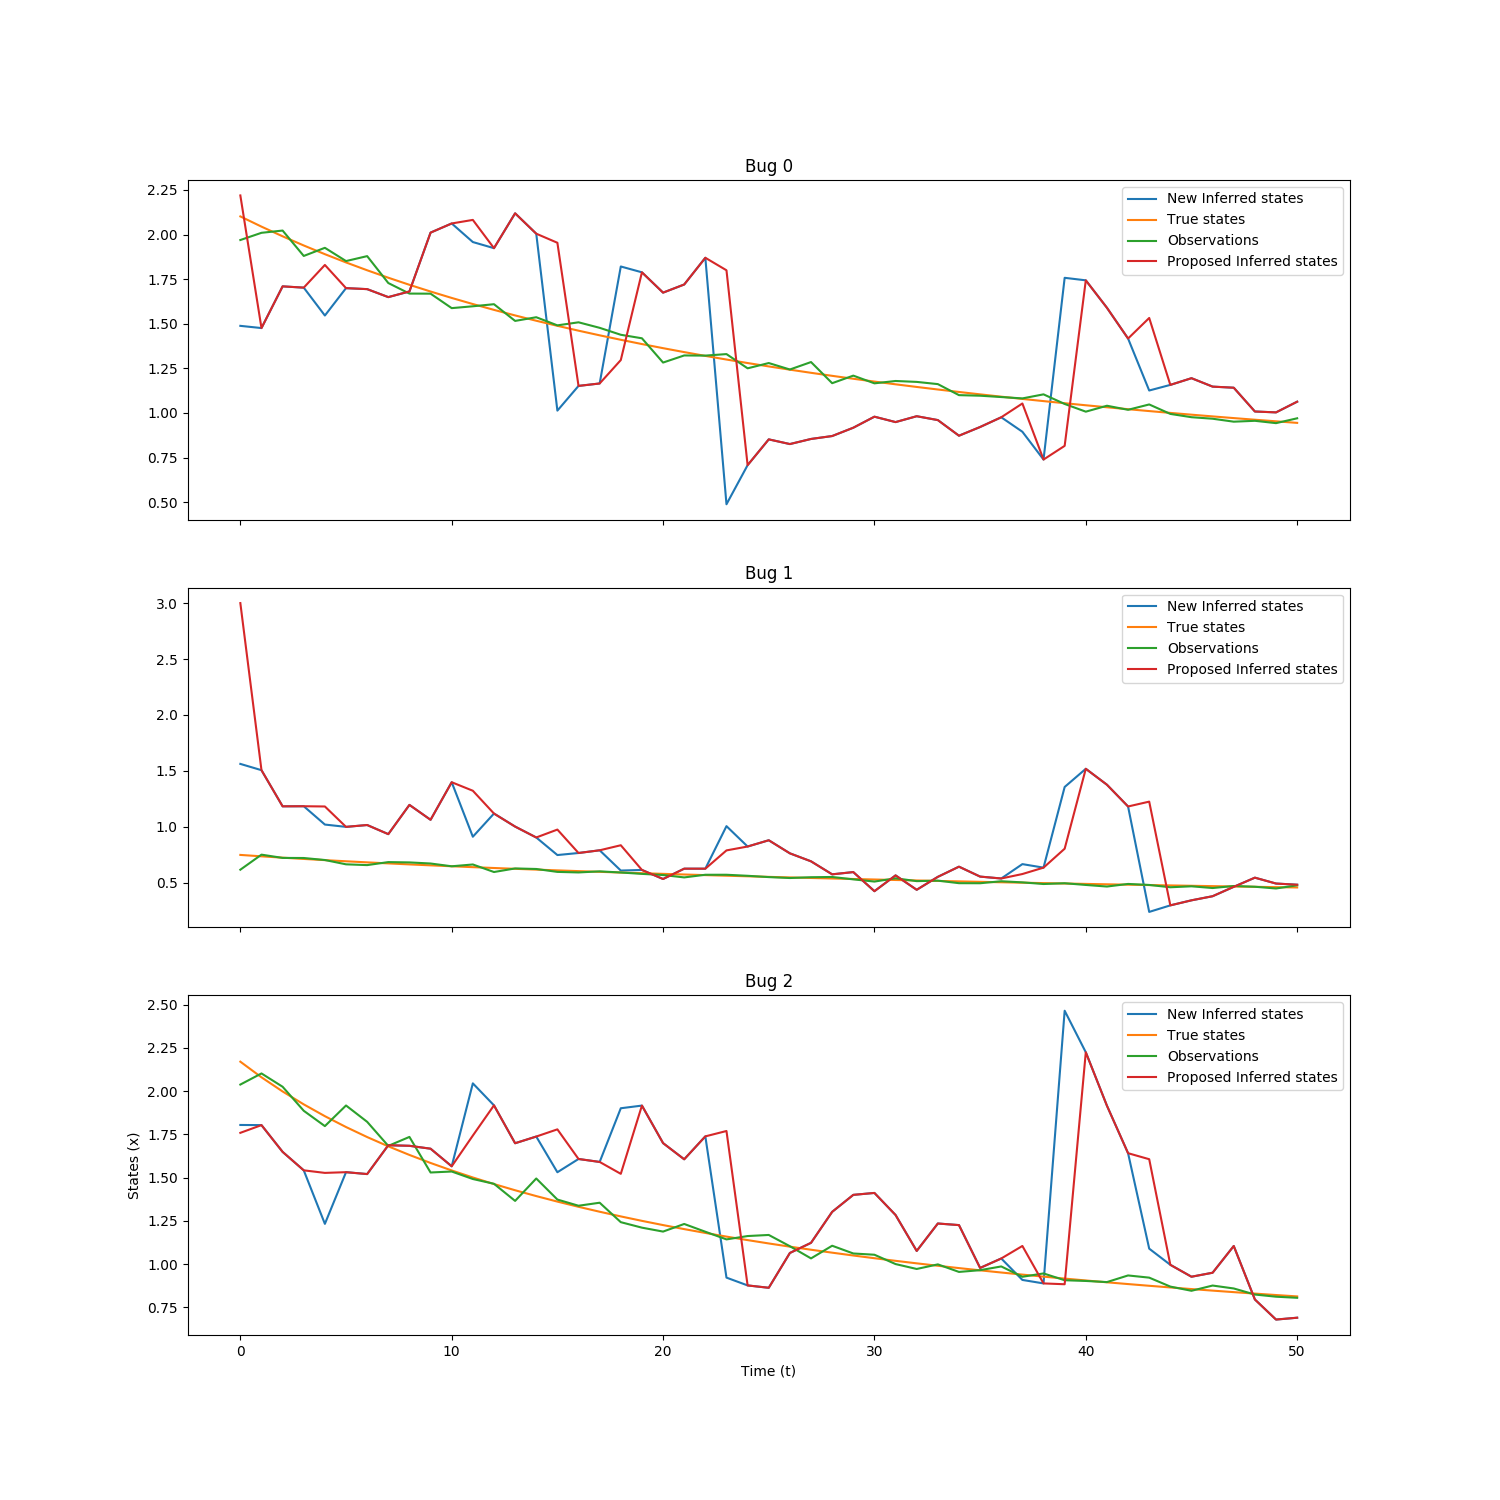 Bug 0
2.25
2.00
1.75
1.50
1.25
1.00
0.75
0.50
New Inferred states
True states
Observations
Proposed Inferred states
Bug 1
3.0
2.5
2.0
1.5
1.0
0.5
New Inferred states
True states
Observations
Proposed Inferred states
Bug 2
States (x)
2.50
2.25
2.00
1.75
1.50
1.25
1.00
0.75
New Inferred states
True states
Observations
Proposed Inferred states
0 10 20 30 40 50
Time (t)